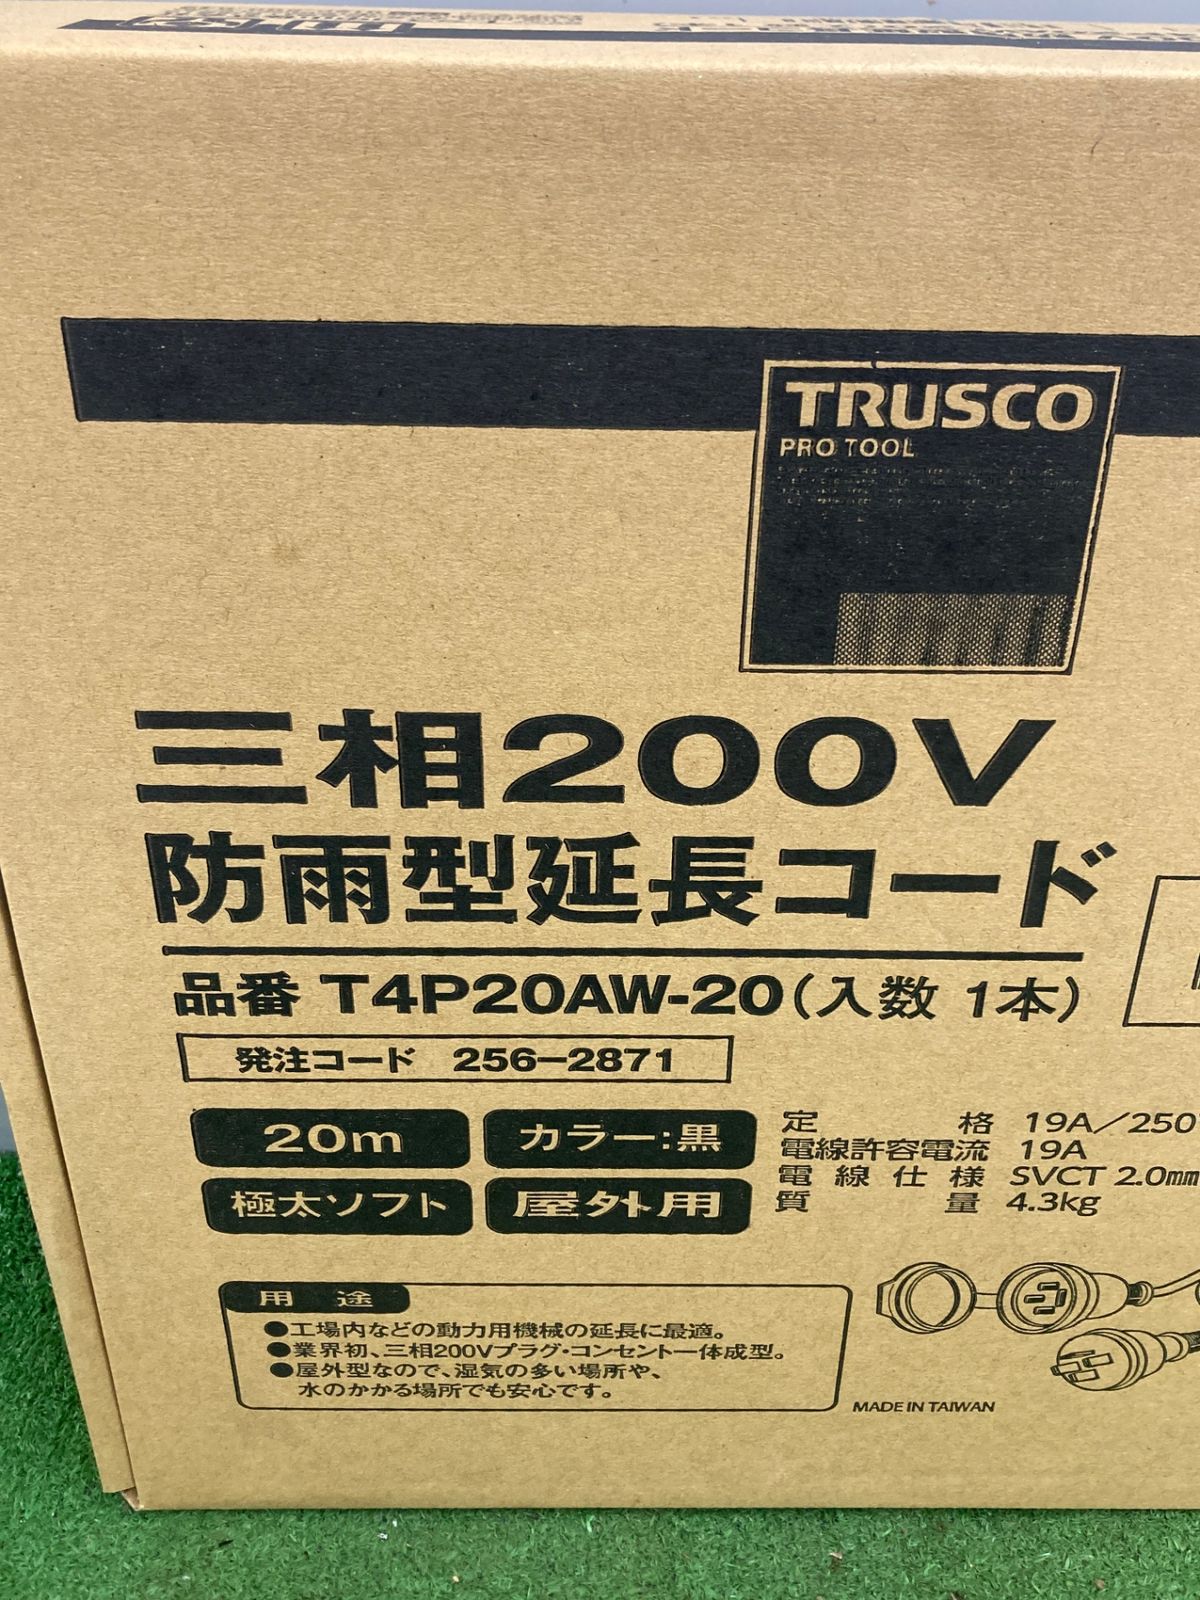 TRUSCO
PRO TOOL
三相200V
防雨型延長コード
品番 T4P20AW-20(入数 1本)
発注コード 256-2871
20m
カラー:黒
極太ソフト
屋外用
定格 19A/250
電線許容電流 19A
電線仕様 SVCT 2.0mm
質量 4.3kg
用途
●工場内などの動力用機械の延長に最適。
●業界初、三相200Vプラグ・コンセント一体成型。
●屋外型なので、湿気の多い場所や、
水のかかる場所でも安心です。
MADE IN TAIWAN